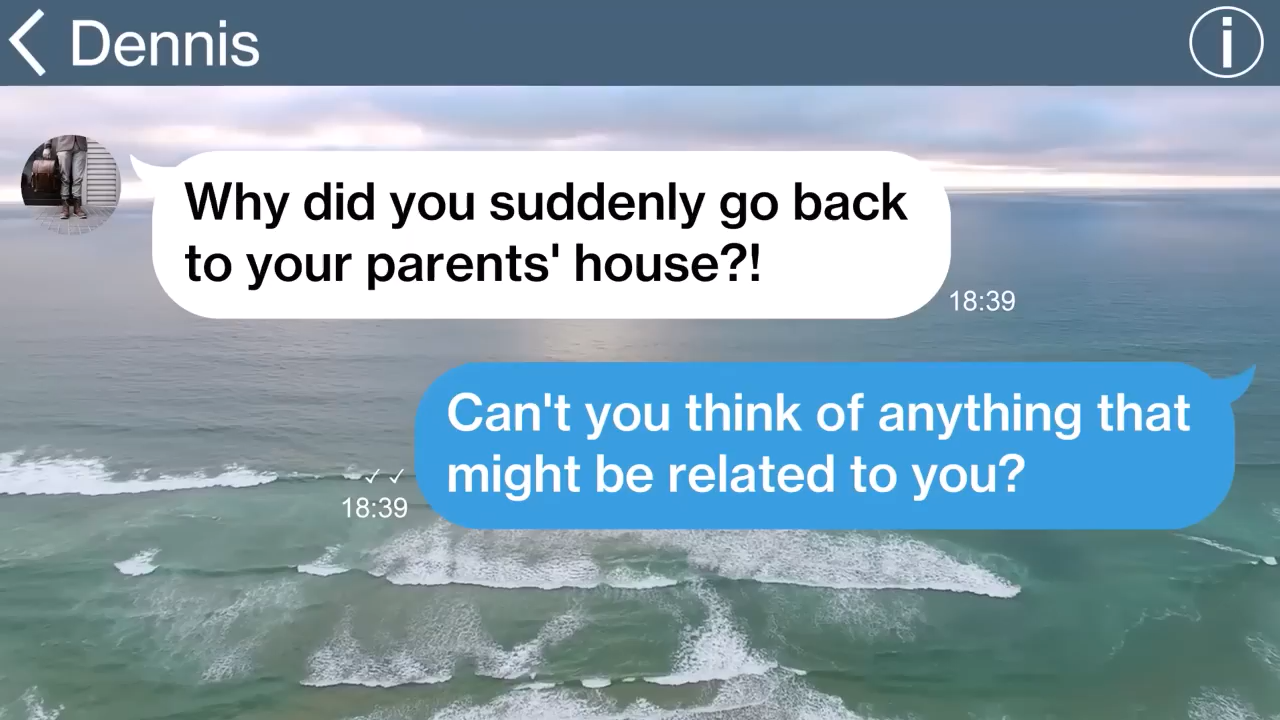 Dennis
Why did you suddenly go back
to your parents' house?!
18:39
Can't you think of anything that
might be related to you?
18:39